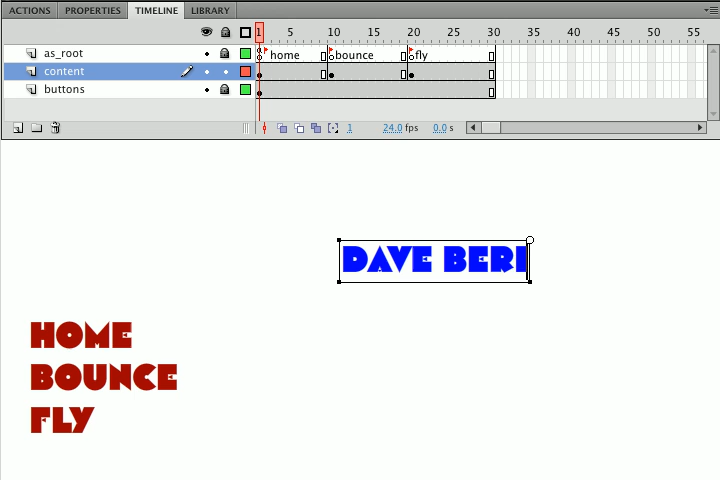 ACTIONS PROPERTIES TIMELINE LIBRARY
1 5 10 15 20 25 30 35 40 45 50 55
as_root home bounce fly
content
buttons
1 24.0 fps 0.0 s
DAVE BERI
HOME
BOUNCE
FLY